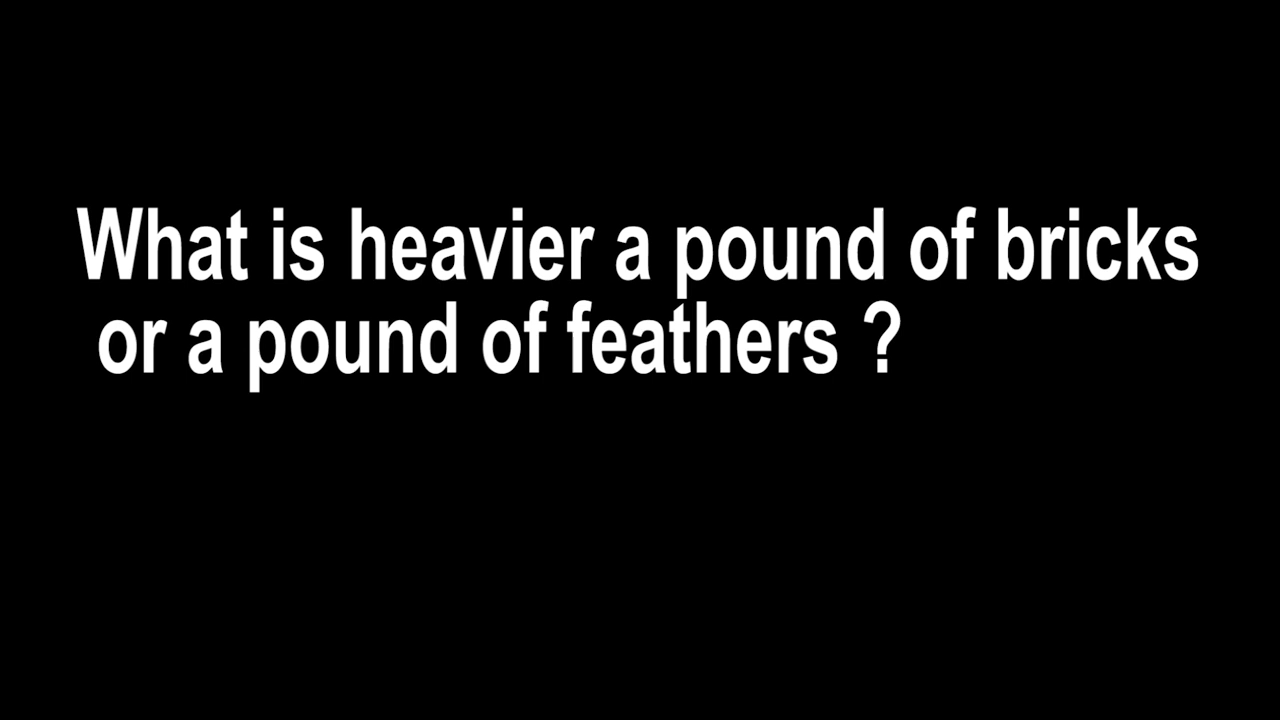 What is heavier a pound of bricks
or a pound of feathers ?